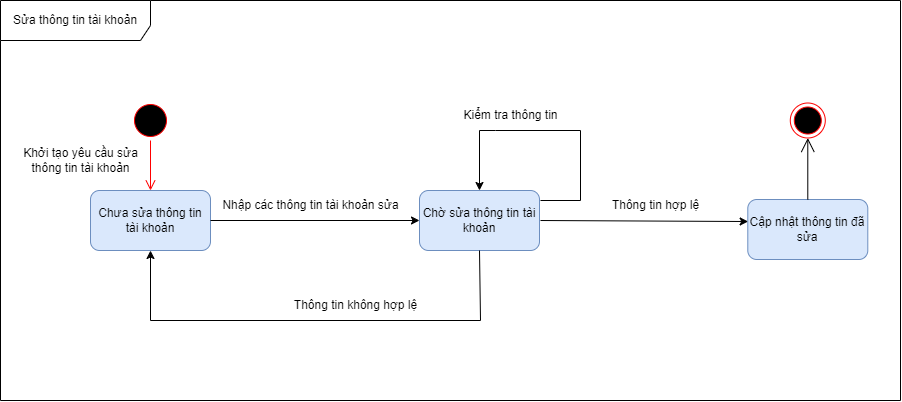 Sửa thông tin tài khoản
Kiểm tra thông tin
Khởi tạo yêu cầu sửa
thông tin tài khoản
Chưa sửa thông tin
tài khoản
Nhập các thông tin tài khoản sửa
Chờ sửa thông tin tài
khoản
Thông tin hợp lệ
Cập nhật thông tin đã
sửa
Thông tin không hợp lệ